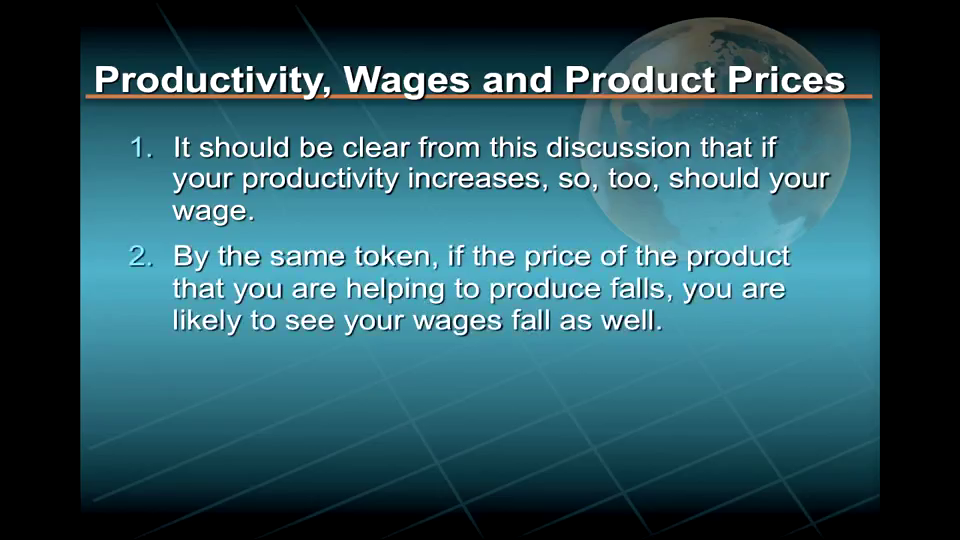 Productivity, Wages and Product Prices
1. It should be clear from this discussion that if
your productivity increases, so, too, should your
wage.
2. By the same token, if the price of the product
that you are helping to produce falls, you are
likely to see your wages fall as well.